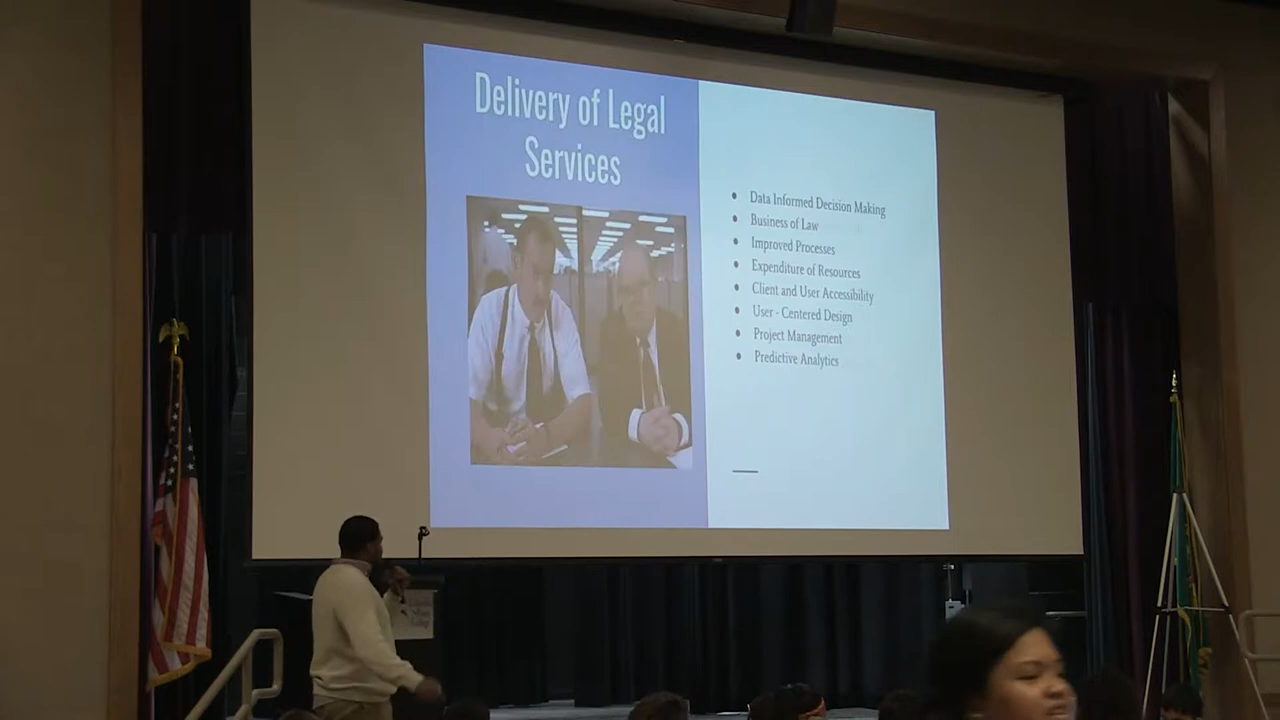 Delivery of Legal
Services
Data Informed Decision Making
Business of Law
Improved Processes
Expenditure of Resources
Client and User Accessibility
User - Centered Design
Project Management
Predictive Analytics